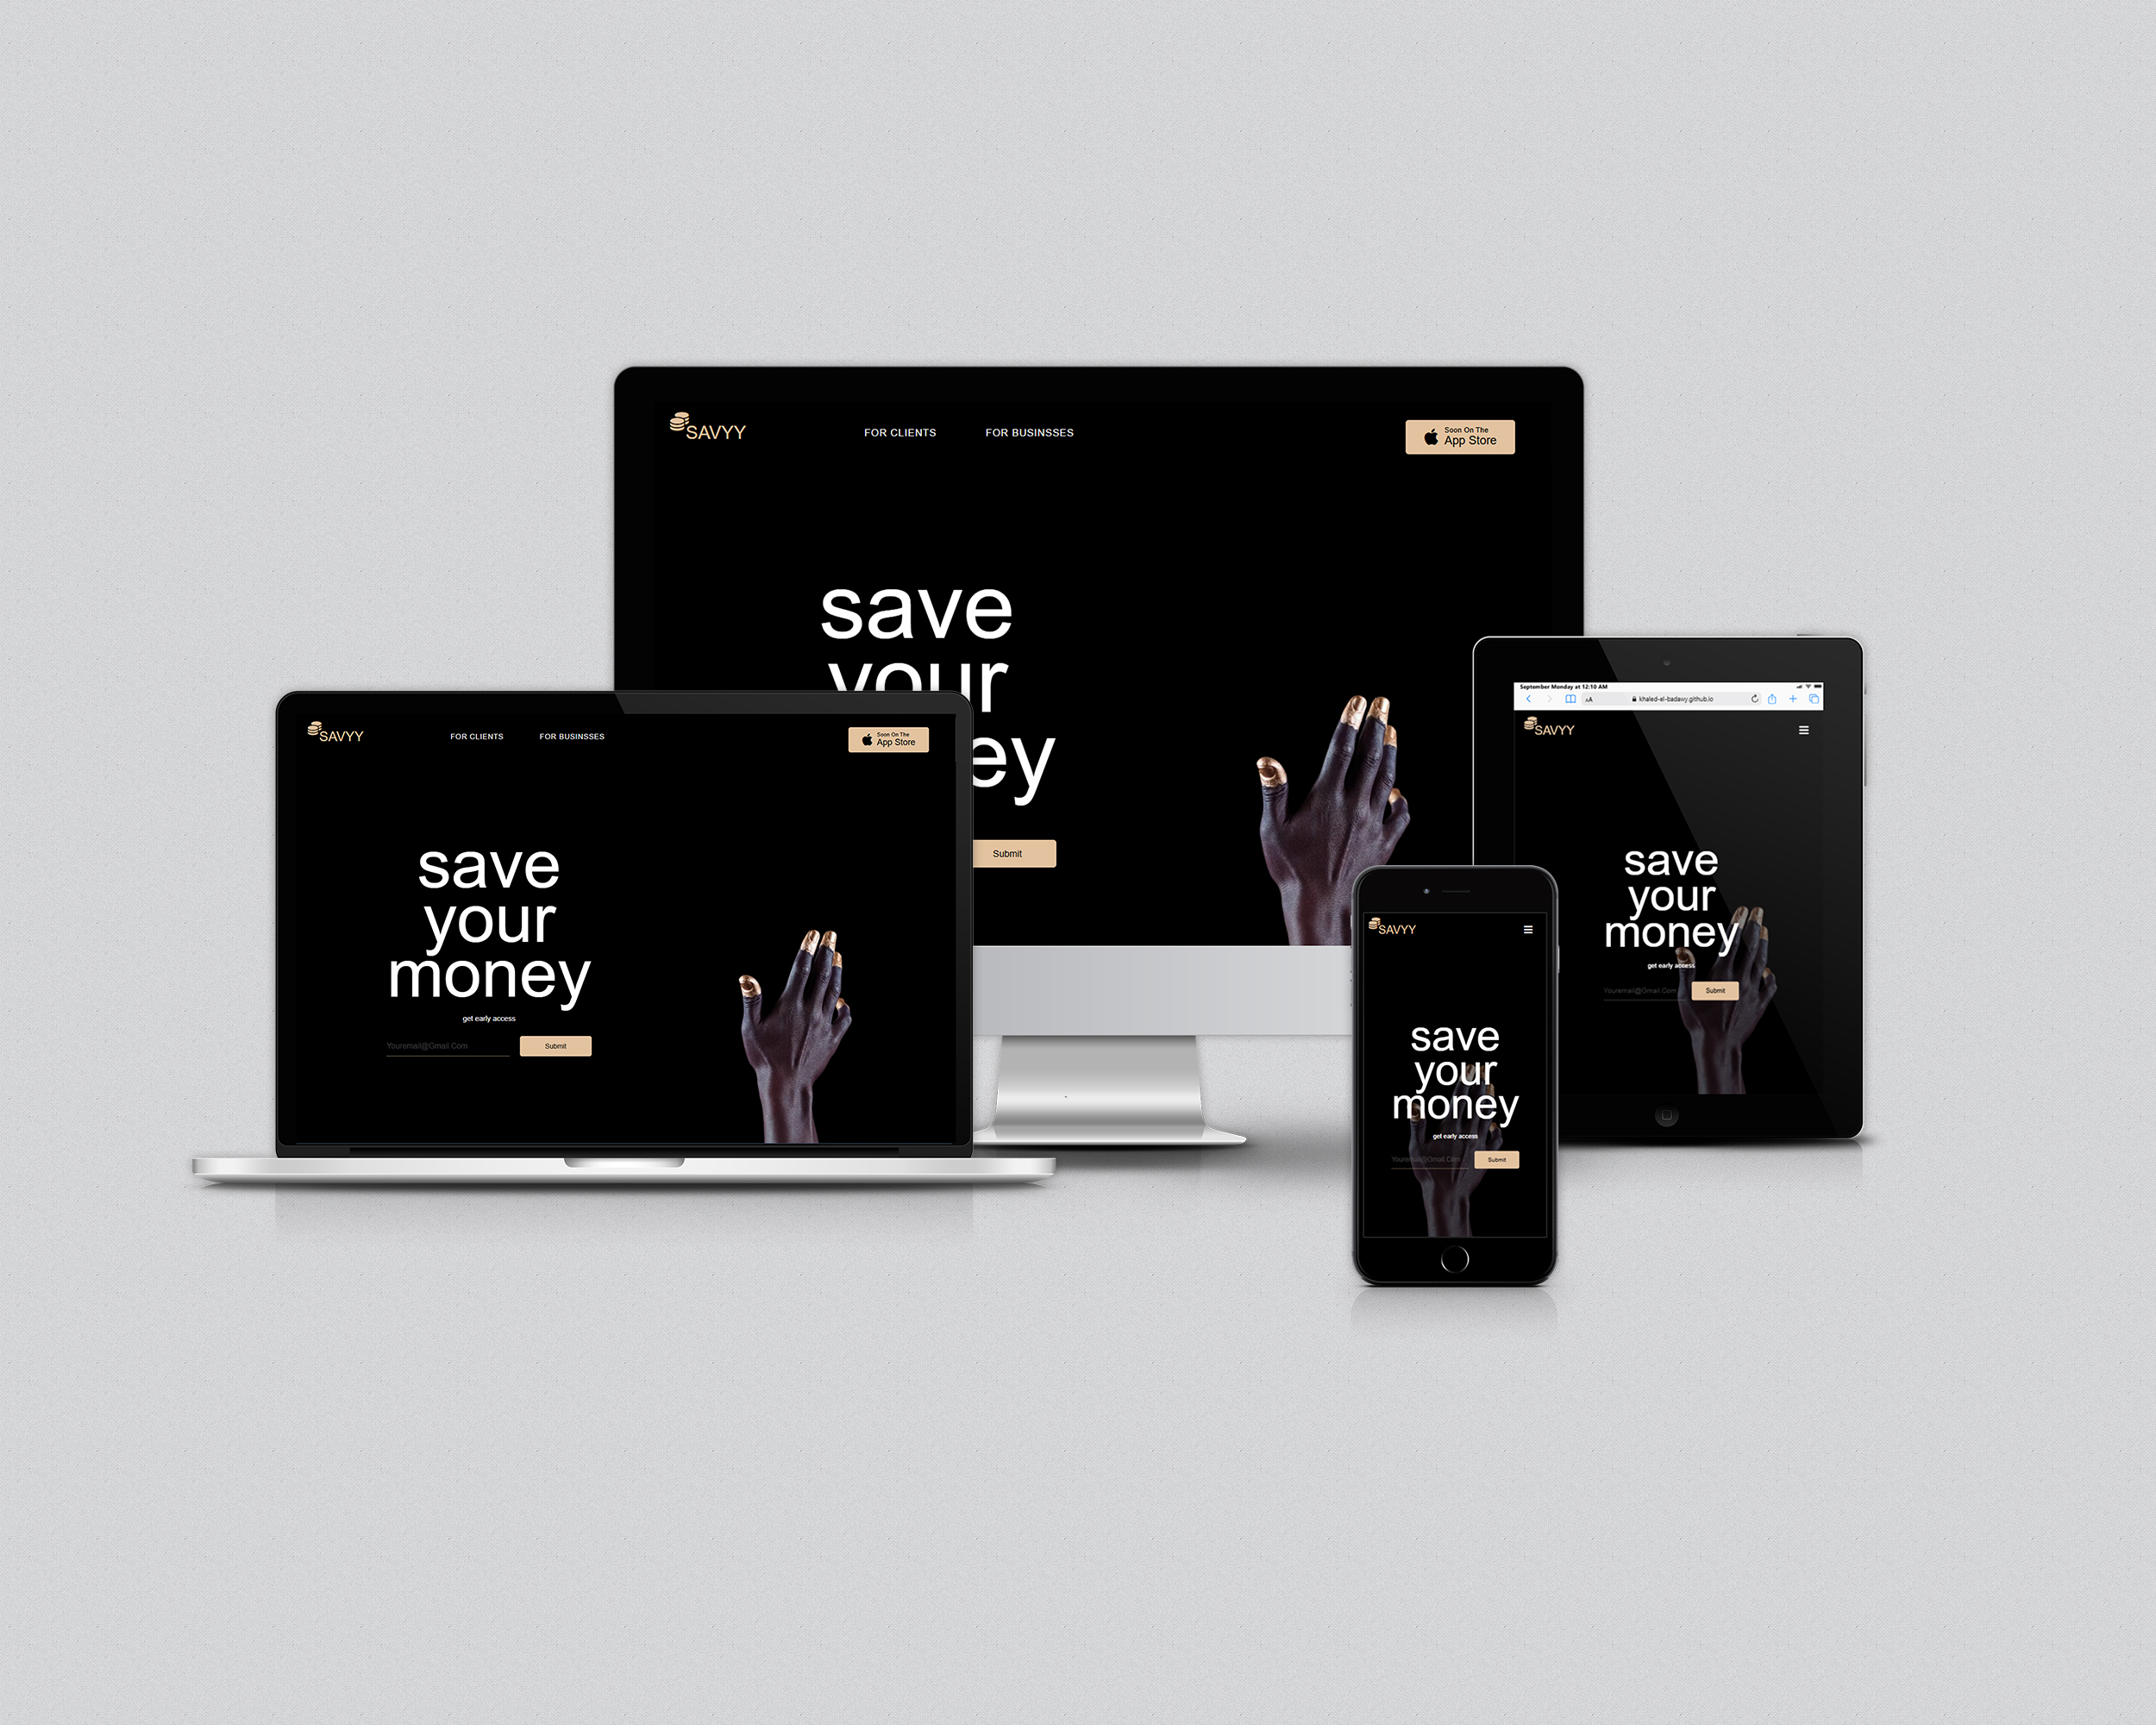 SAVYY
FOR CLIENTS
FOR BUSINSSES
Soon On The
App Store
save
your
ey
Submit
SAVYY
FOR CLIENTS
FOR BUSINSSES
Soon On The
App Store
save
your
money
get early access
Youremail@Gmail.Com
Submit
September Monday at 12:10 AM
AA
khaled-el-badawy.github.io
SAVYY
save
your
money
get early access
Youremail@Gmail.Com
Submit
SAVYY
save
your
money
get early access
Youremail@Gmail.Com
Submit